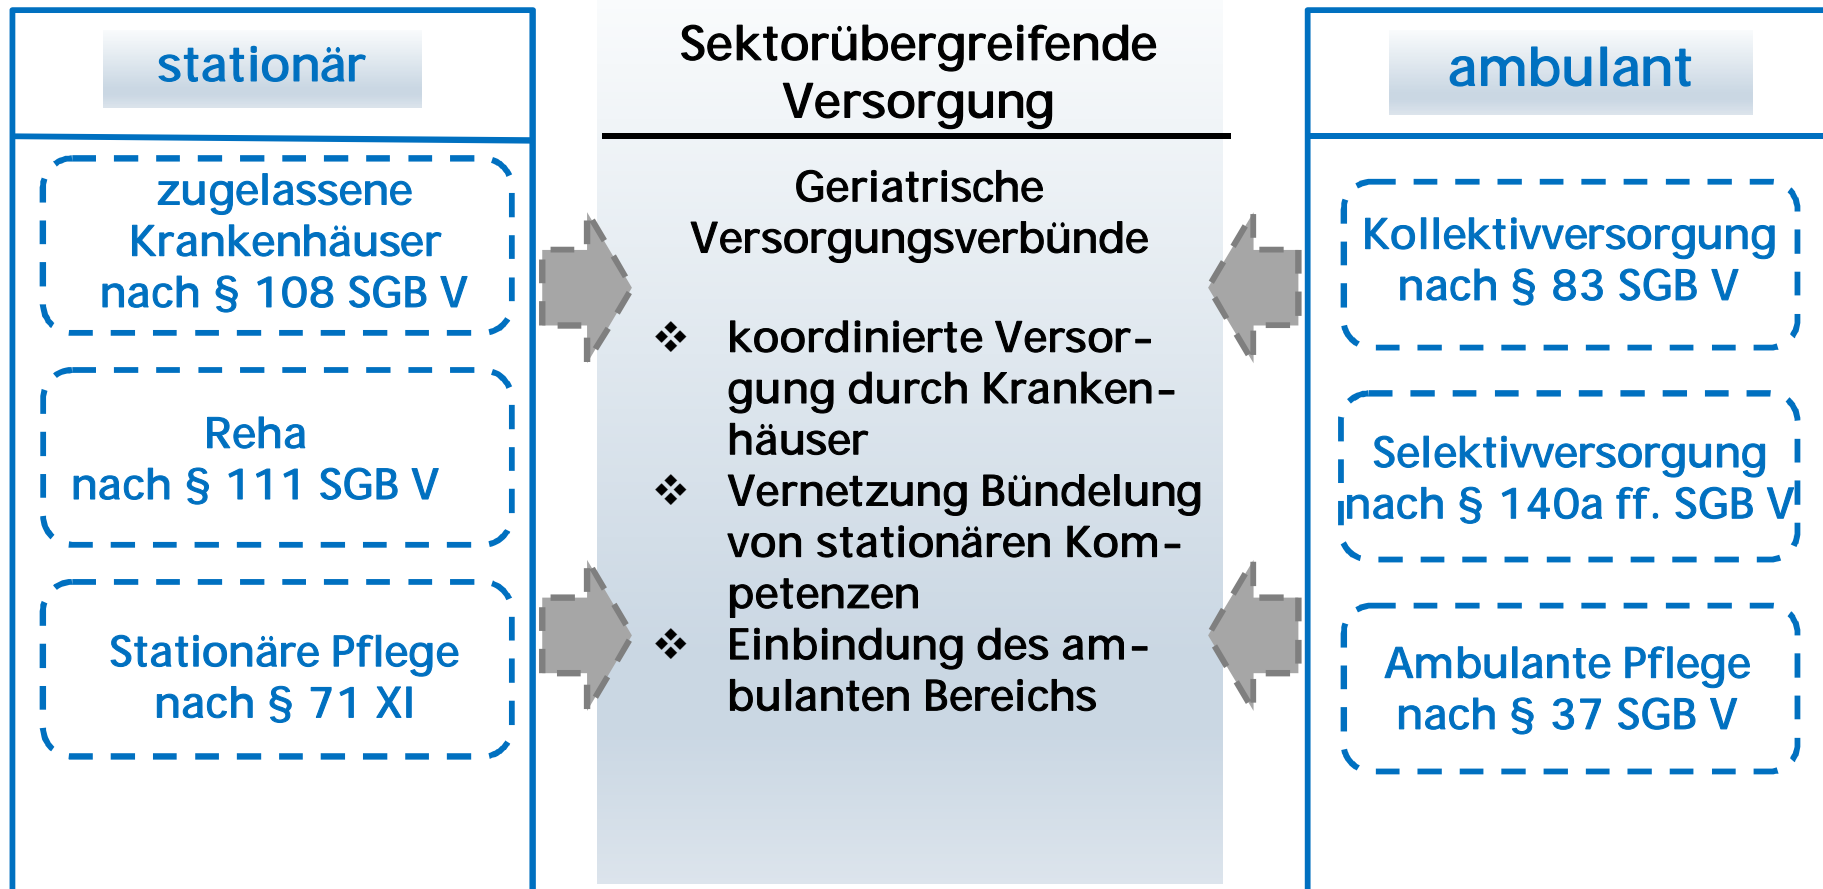 stationär
zugelassene
Krankenhäuser
nach § 108 SGB V
Reha
nach § 111 SGB V
Stationäre Pflege
nach § 71 XI
Sektorübergreifende
Versorgung
Geriatrische
Versorgungsverbünde
❖ koordinierte Versor-
gung durch Kranken-
häuser
❖ Vernetzung Bündelung
von stationären Kom-
petenzen
❖ Einbindung des am-
bulanten Bereichs
ambulant
Kollektivversorgung
nach § 83 SGB V
Selektivversorgung
nach § 140a ff. SGB V
Ambulante Pflege
nach § 37 SGB V